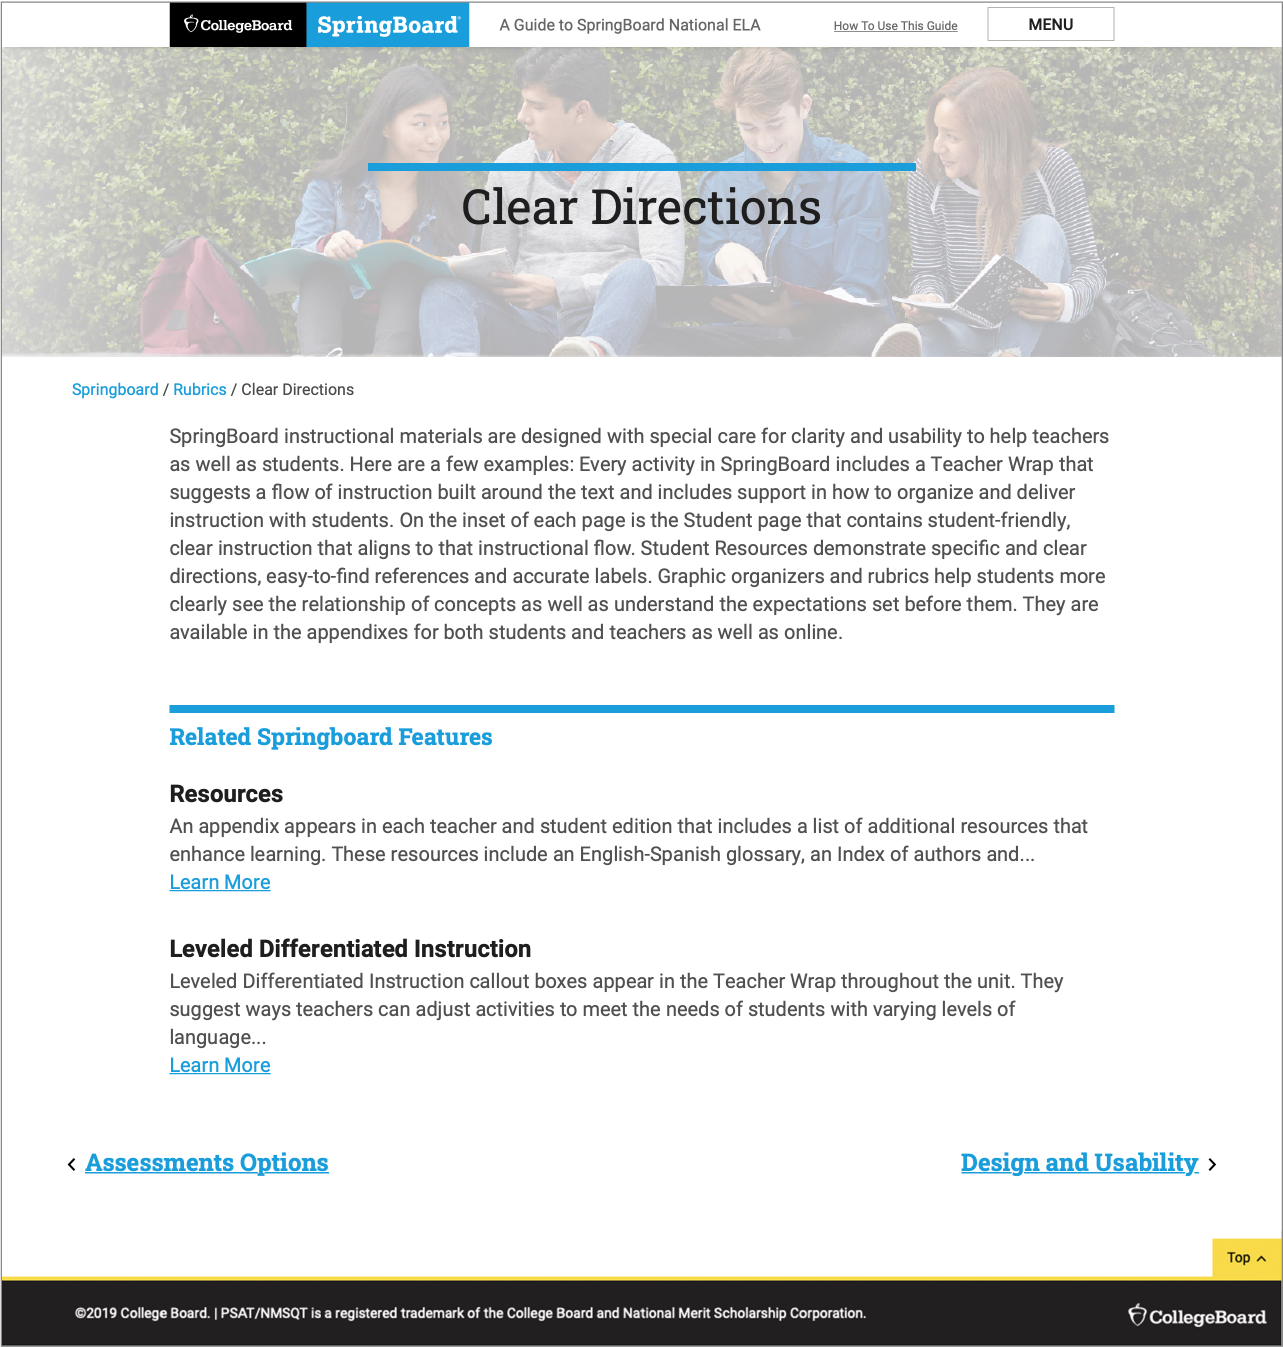 CollegeBoard
SpringBoard®
A Guide to SpringBoard National ELA
How To Use This Guide
MENU
Clear Directions
Springboard / Rubrics / Clear Directions
SpringBoard instructional materials are designed with special care for clarity and usability to help teachers
as well as students. Here are a few examples: Every activity in SpringBoard includes a Teacher Wrap that
suggests a flow of instruction built around the text and includes support in how to organize and deliver
instruction with students. On the inset of each page is the Student page that contains student-friendly,
clear instruction that aligns to that instructional flow. Student Resources demonstrate specific and clear
directions, easy-to-find references and accurate labels. Graphic organizers and rubrics help students more
clearly see the relationship of concepts as well as understand the expectations set before them. They are
available in the appendixes for both students and teachers as well as online.
Related Springboard Features
Resources
An appendix appears in each teacher and student edition that includes a list of additional resources that
enhance learning. These resources include an English-Spanish glossary, an Index of authors and...
Learn More
Leveled Differentiated Instruction
Leveled Differentiated Instruction callout boxes appear in the Teacher Wrap throughout the unit. They
suggest ways teachers can adjust activities to meet the needs of students with varying levels of
language...
Learn More
Assessments Options
Design and Usability
Top
©2019 College Board. | PSAT/NMSQT is a registered trademark of the College Board and National Merit Scholarship Corporation.
CollegeBoard